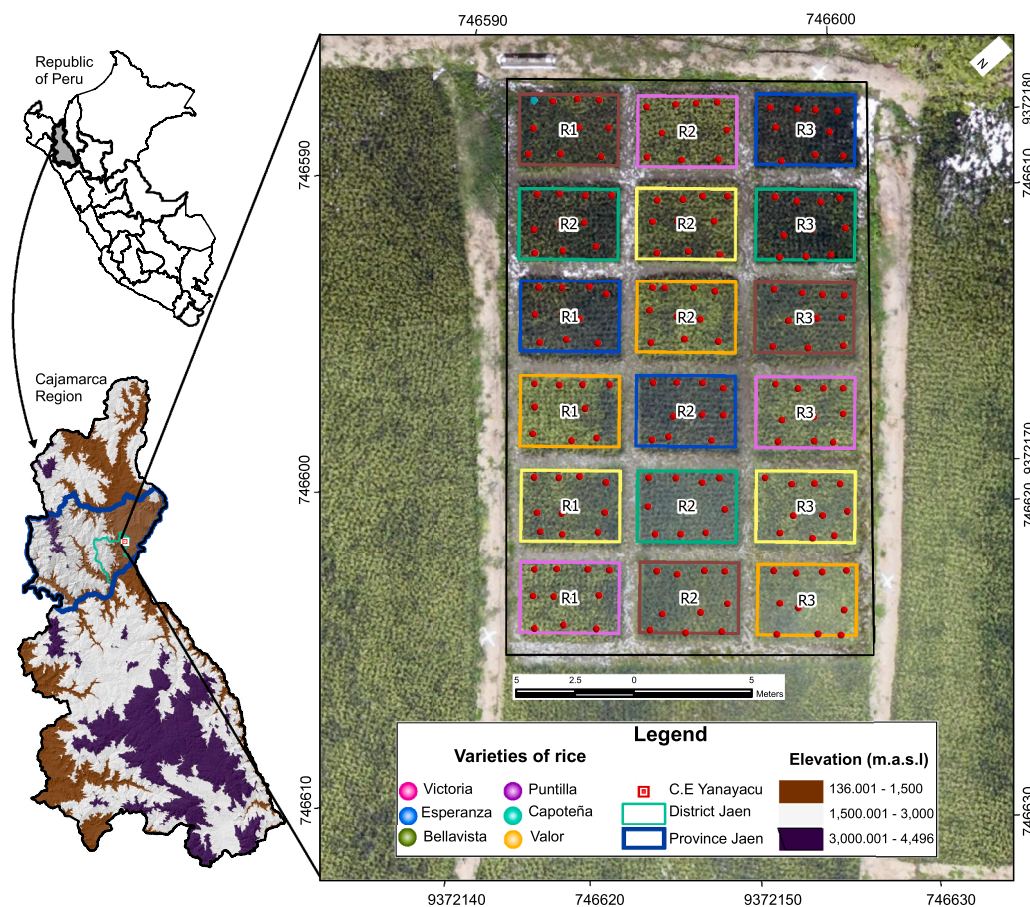 746590
746600
Republic
of Peru
N
9372180
746590
746610
R1
R2
R3
R2
R2
R3
R1
R2
R3
Cajamarca
Region
R1
R2
R3
9372170
746600
746620
R1
R2
R3
R1
R2
R3
5
2.5
0
5
Meters
Legend
Varieties of rice
Elevation (m.a.s.l)
Victoria
Puntilla
C.E Yanayacu
136.001 - 1,500
Esperanza
Capoteña
District Jaen
1,500.001 - 3,000
Bellavista
Valor
Province Jaen
3,000.001 - 4,496
746610
746630
9372140
746620
9372150
746630